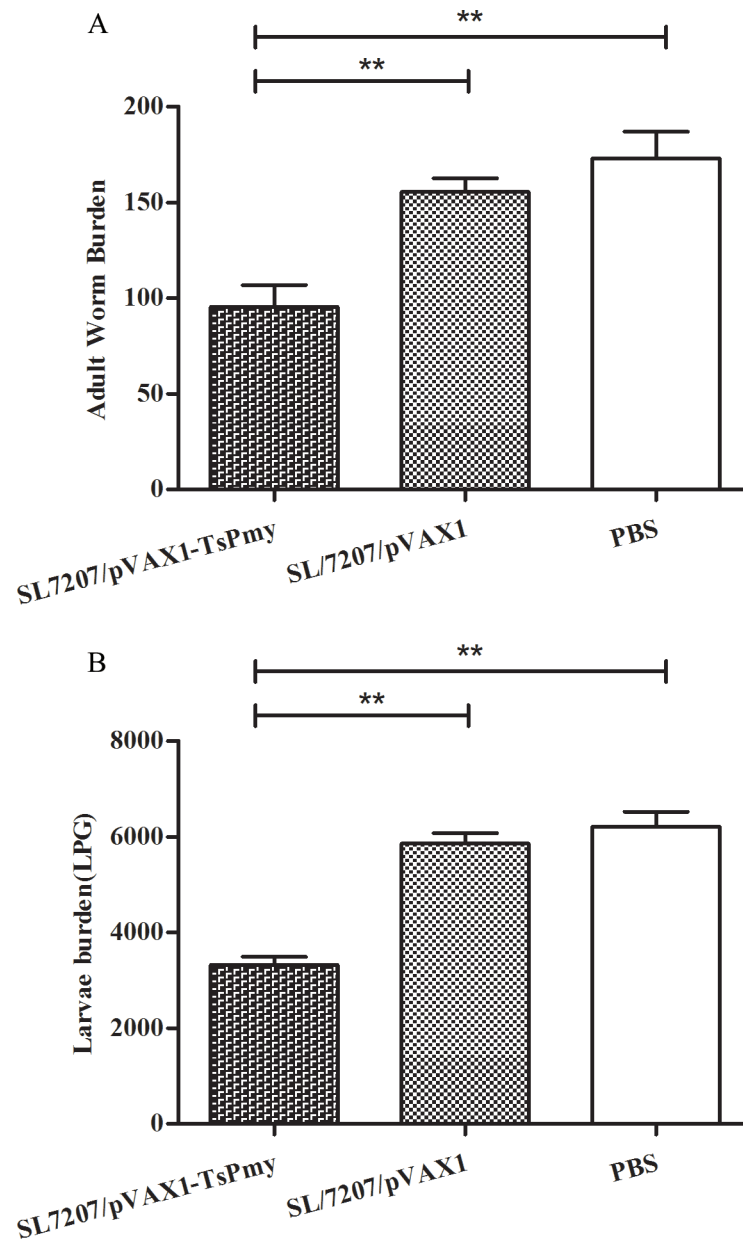 A
**
**
200
150
100
50
0
Adult Worm Burden
SL7207/pVAX1-TsPmy
SL/7207/pVAX1
PBS
B
**
**
8000
6000
4000
2000
0
Larvae burden(LPG)
SL7207/pVAX1-TsPmy
SL/7207/pVAX1
PBS